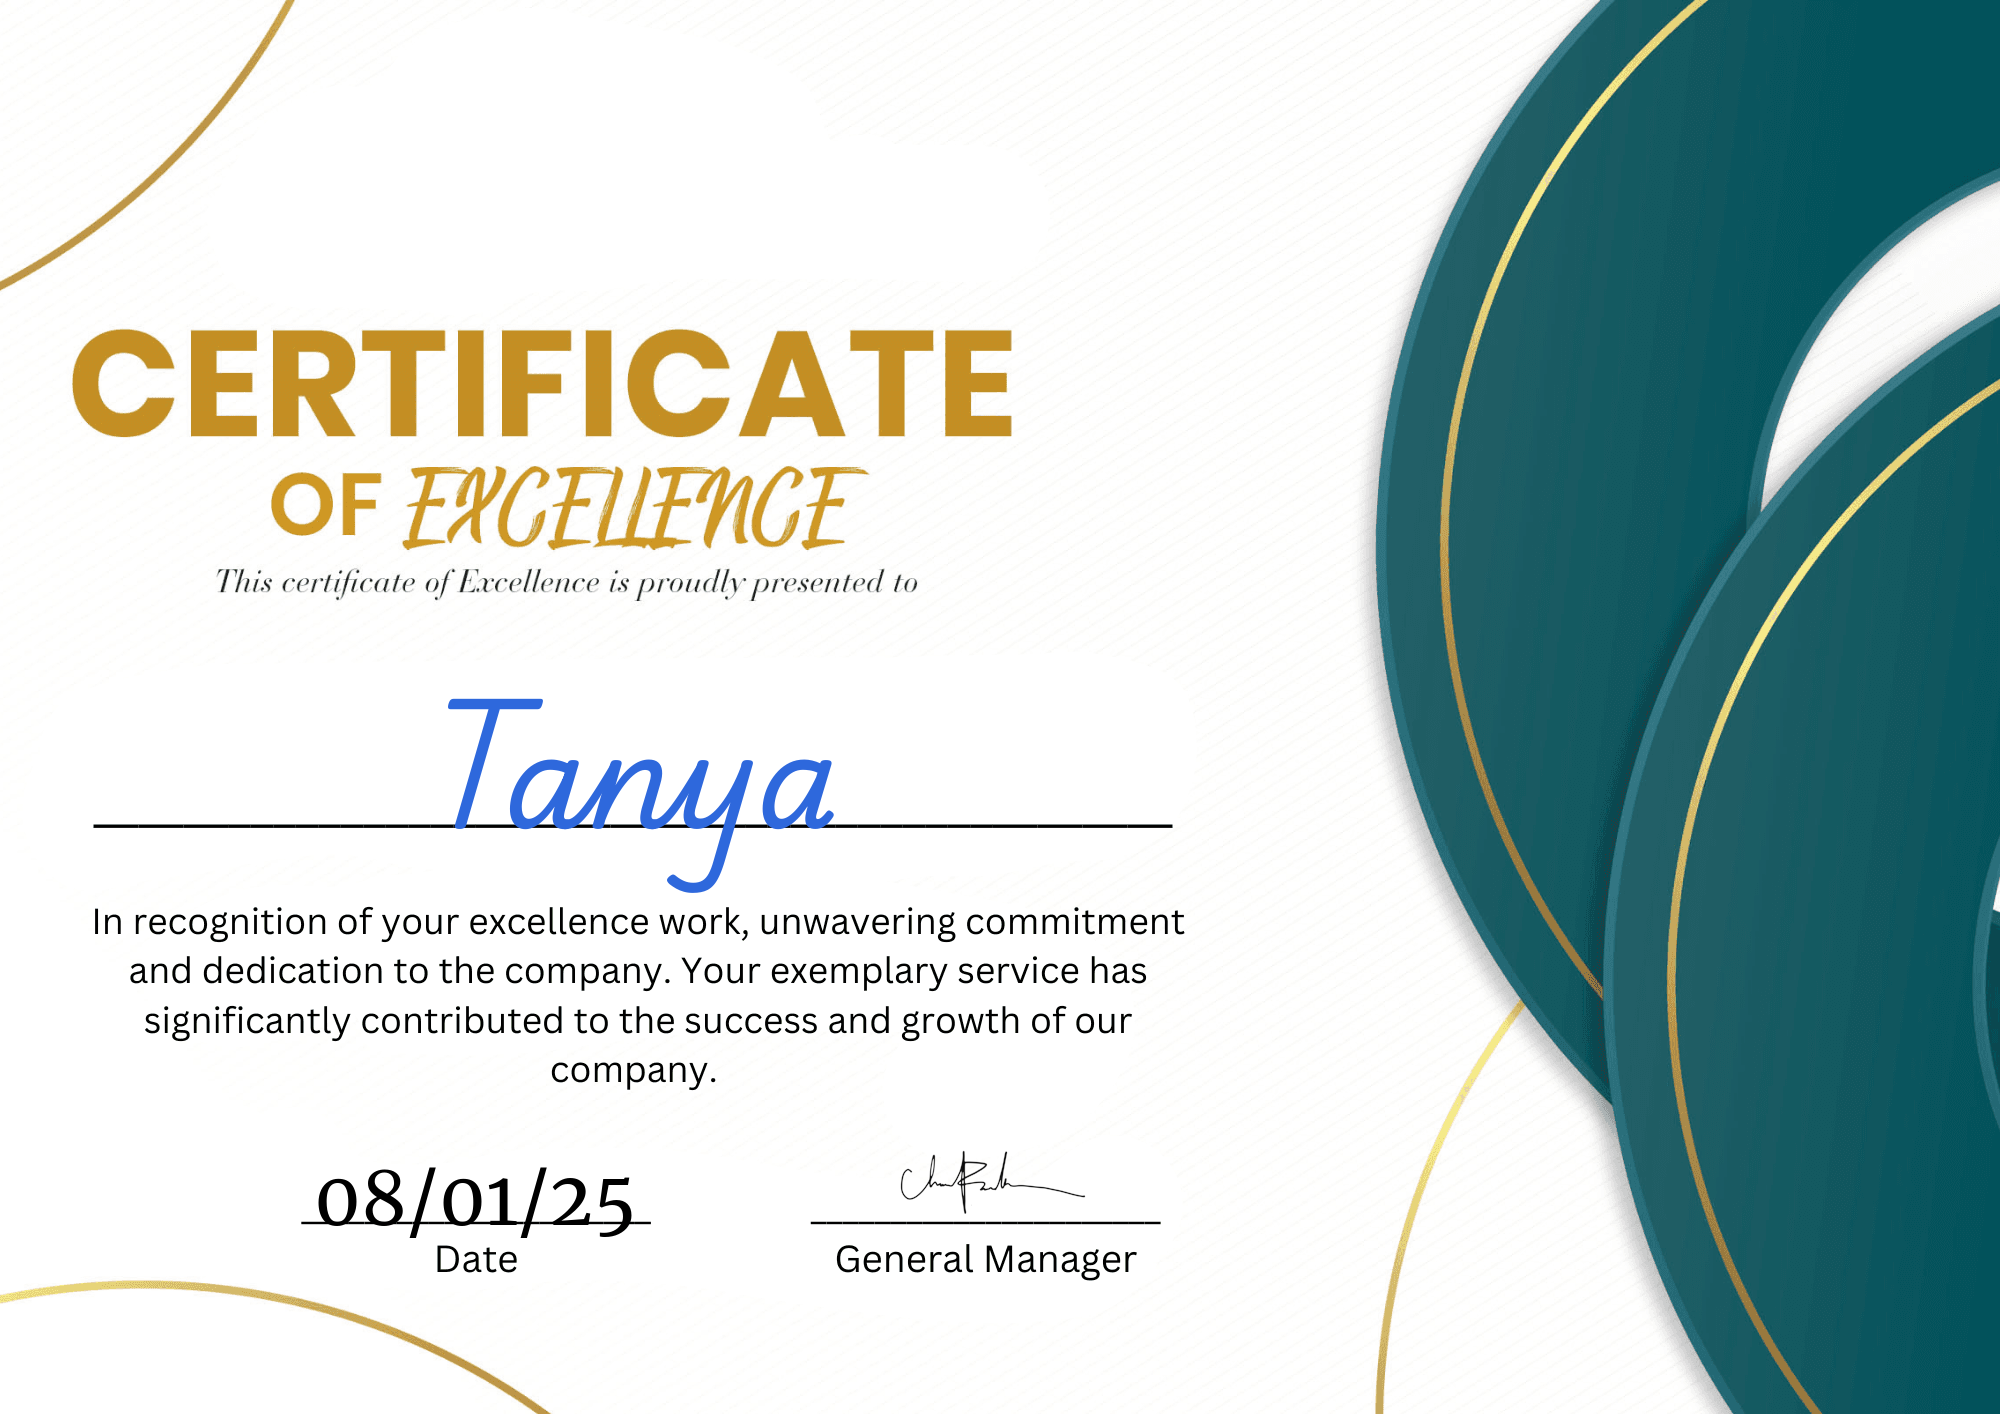 CERTIFICATE
OF EXCELLENCE
This certificate of Excellence is proudly presented to
Tanya
In recognition of your excellence work, unwavering commitment
and dedication to the company. Your exemplary service has
significantly contributed to the success and growth of our
company.
08/01/25
Date
General Manager